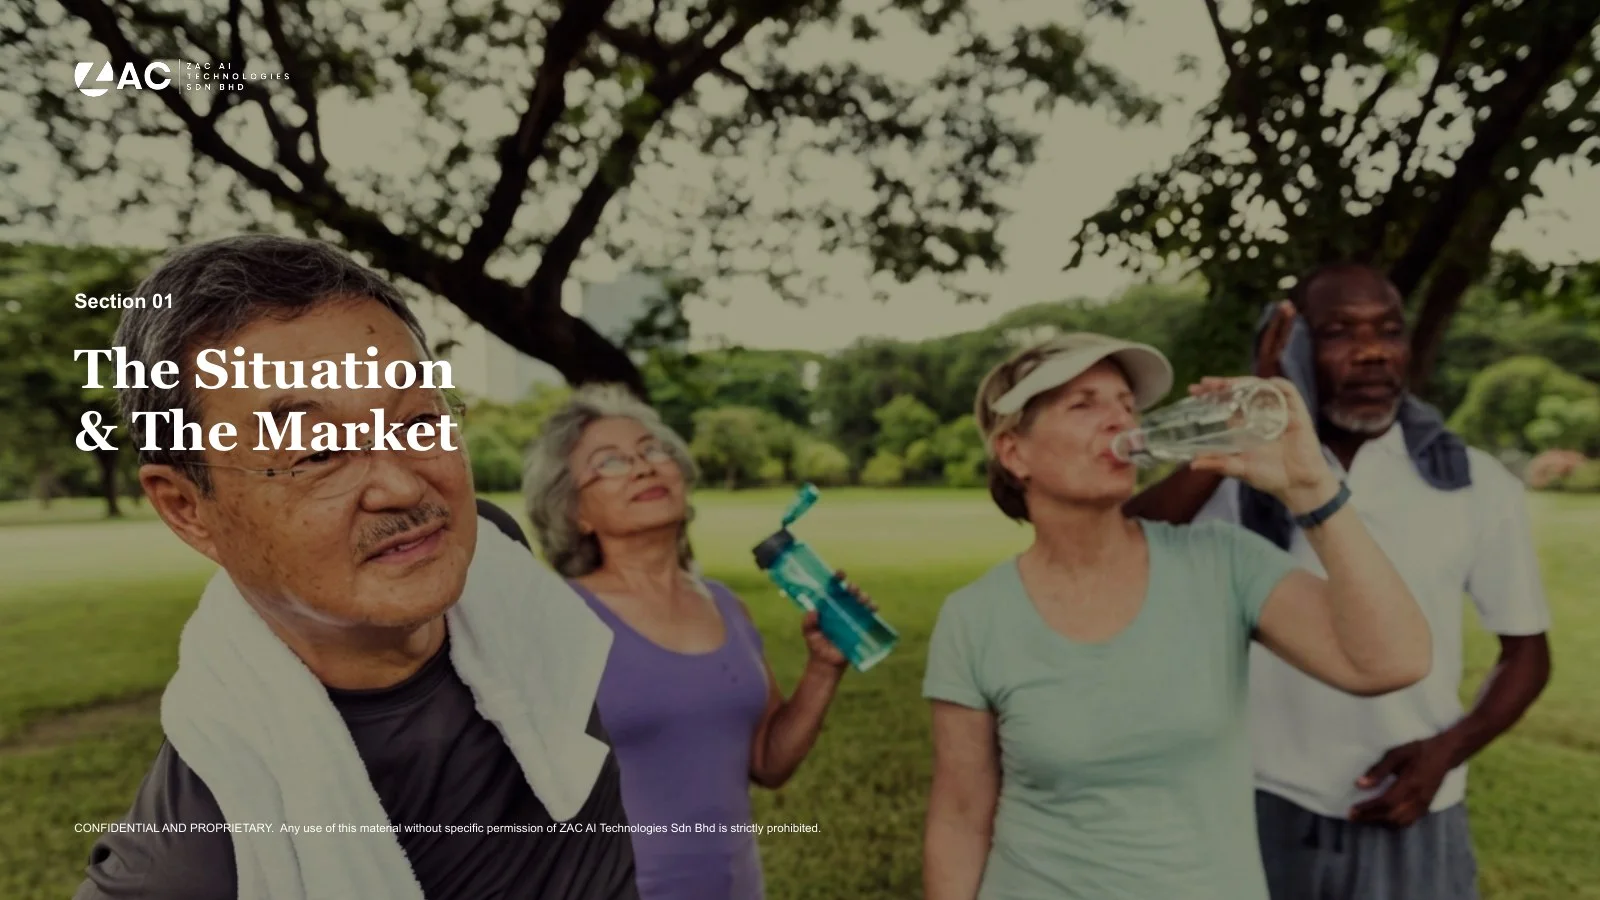 ZAC
ZAC AI
TECHNOLOGIES
SDN BHD
Section 01
The Situation
& The Market
CONFIDENTIAL AND PROPRIETARY. Any use of this material without specific permission of ZAC AI Technologies Sdn Bhd is strictly prohibited.